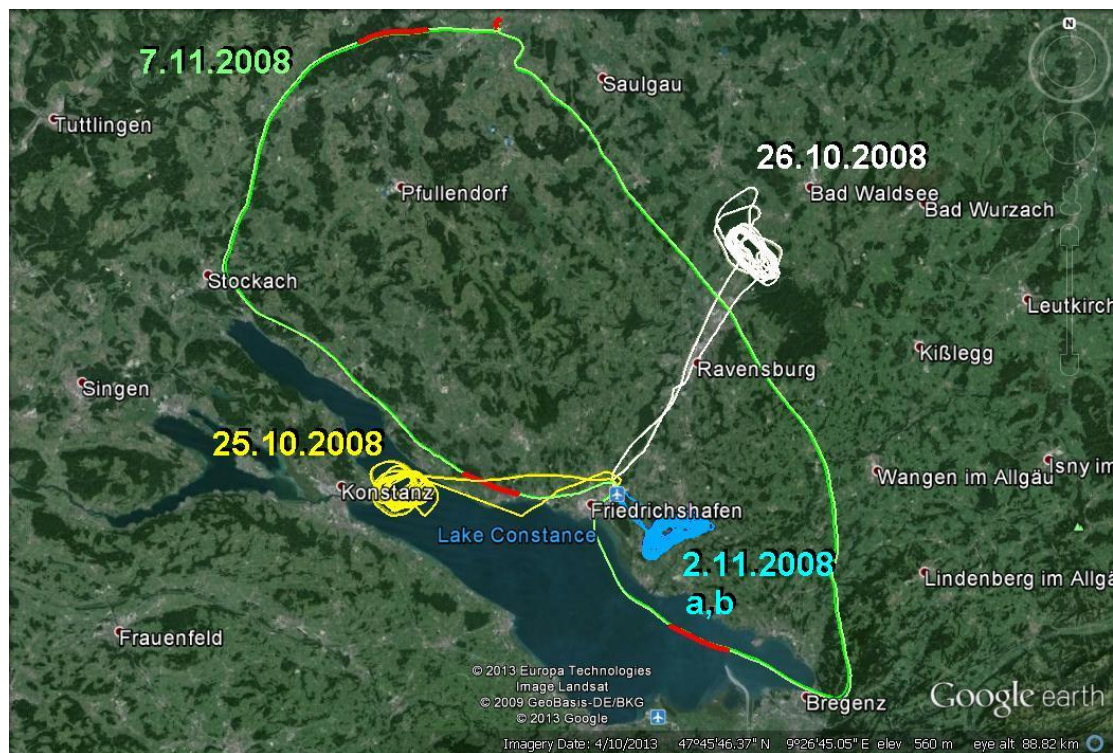 N
7.11.2008
Saulgau
Tuttlingen
26.10.2008
Pfullendorf
Bad Waldsee
Bad Wurzach
Stockach
Leutkirch
Kißlegg
Ravensburg
Singen
25.10.2008
Konstanz
Wangen im Allgäu
Isny im
Friedrichshafen
Lake Constance
2.11.2008
a,b
Lindenberg im Allgä
Frauenfeld
© 2013 Europa Technologies
Image Landsat
© 2009 GeoBasis-DE/BKG
© 2013 Google
Bregenz
Google earth
Imagery Date: 4/10/2013 47°45'46.37" N 9°26'45.05" E elev 560 m eye alt 88.82 km